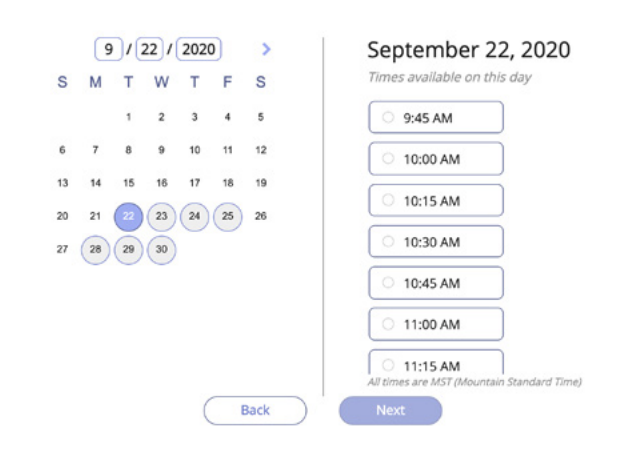 9 / 22 / 2020 >
S M T W T F S
1 2 3 4 5
6 7 8 9 10 11 12
13 14 15 16 17 18 19
20 21 22 23 24 25 26
27 28 29 30
September 22, 2020
Times available on this day
9:45 AM
10:00 AM
10:15 AM
10:30 AM
10:45 AM
11:00 AM
11:15 AM
All times are MST (Mountain Standard Time)
Back
Next